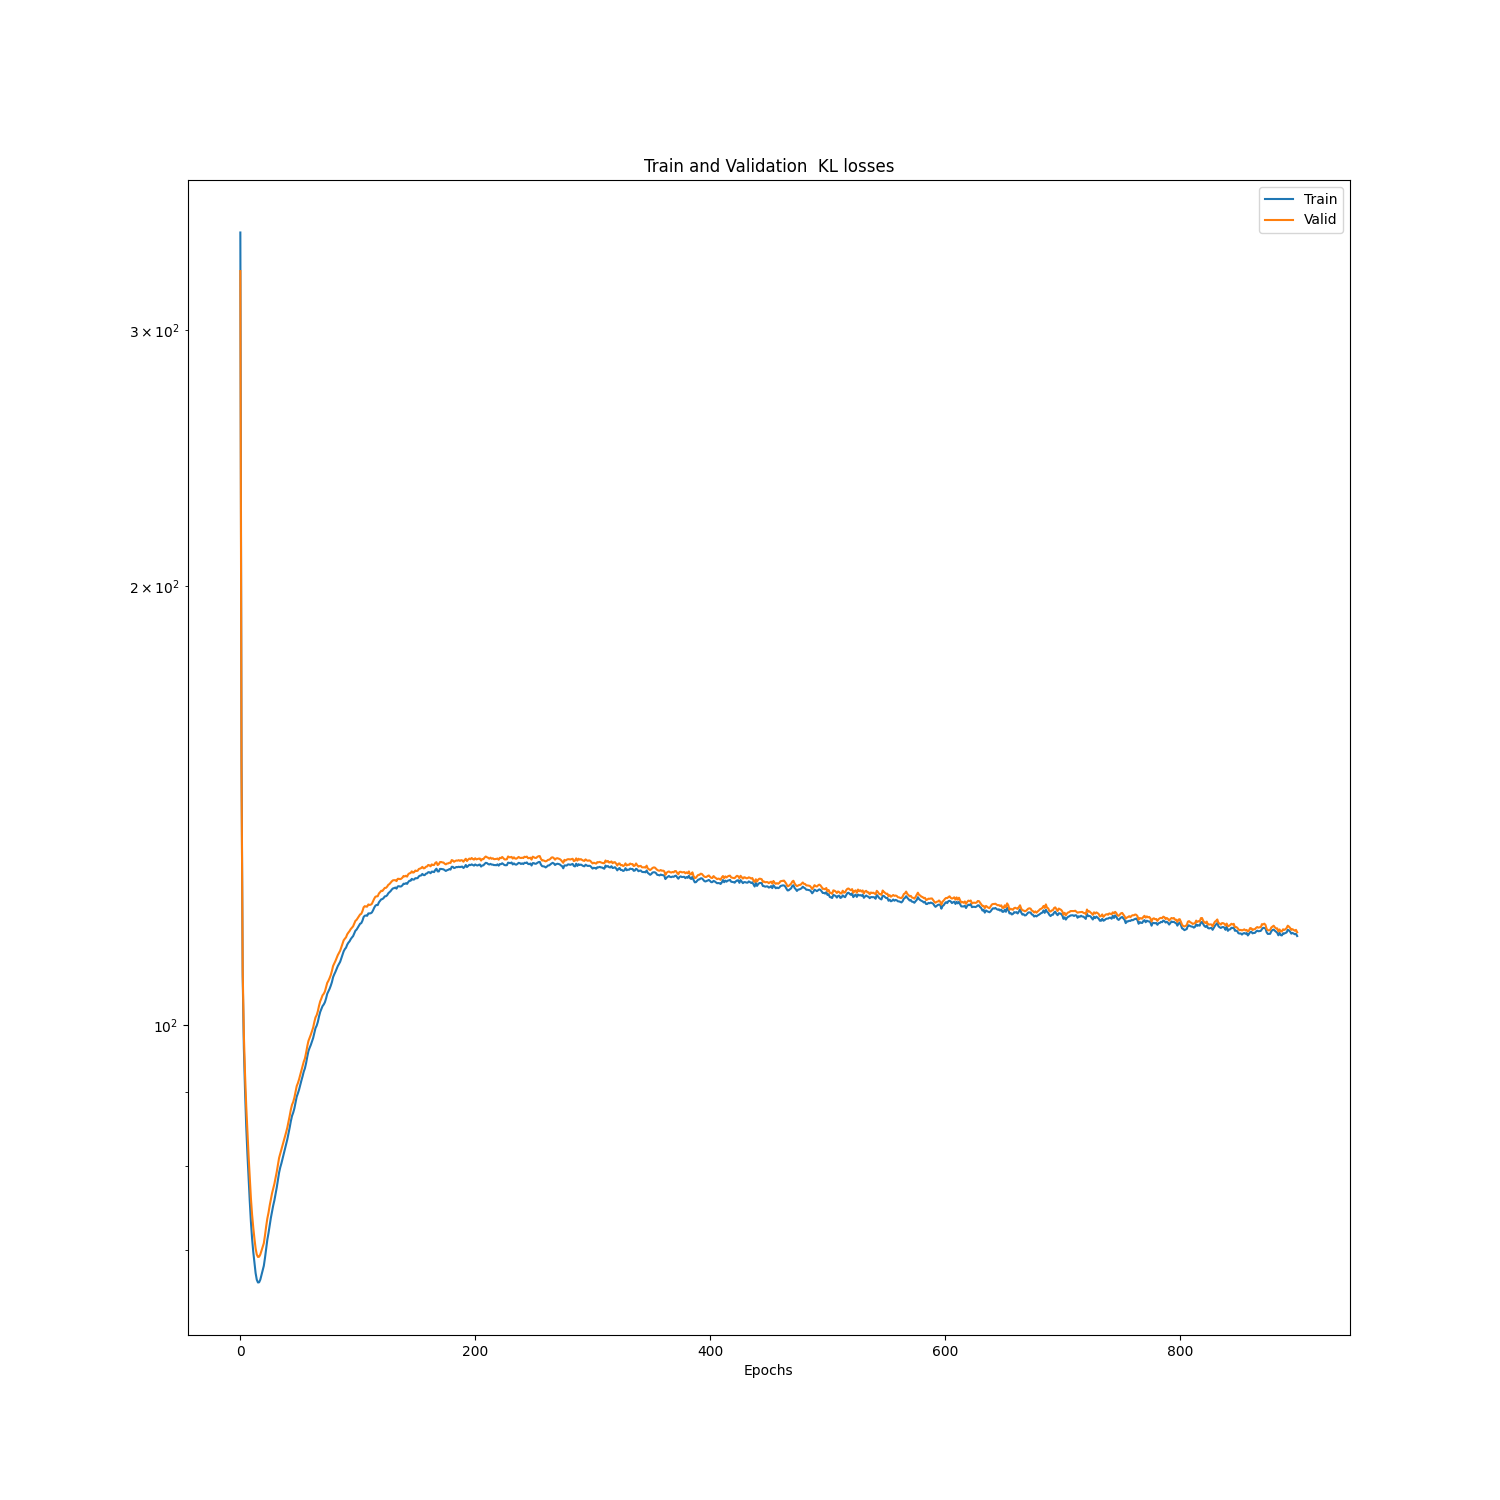 Train and Validation  KL losses
Train
Valid
3 × 10²
2 × 10²
10²
0 200 400 600 800
Epochs